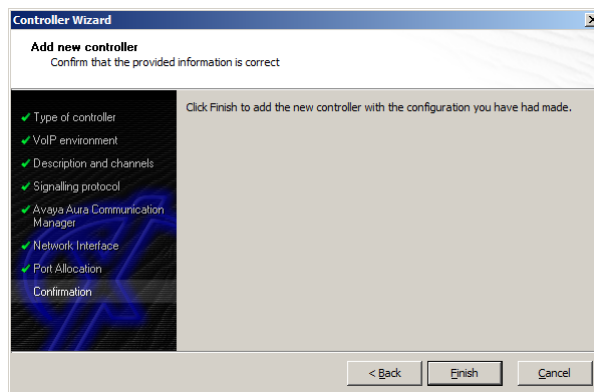 Controller Wizard
Add new controller
Confirm that the provided information is correct
Click Finish to add the new controller with the configuration you have had made.
Type of controller
VoIP environment
Description and channels
Signalling protocol
Avaya Aura Communication
Manager
Network Interface
Port Allocation
Confirmation
< Back
Finish
Cancel